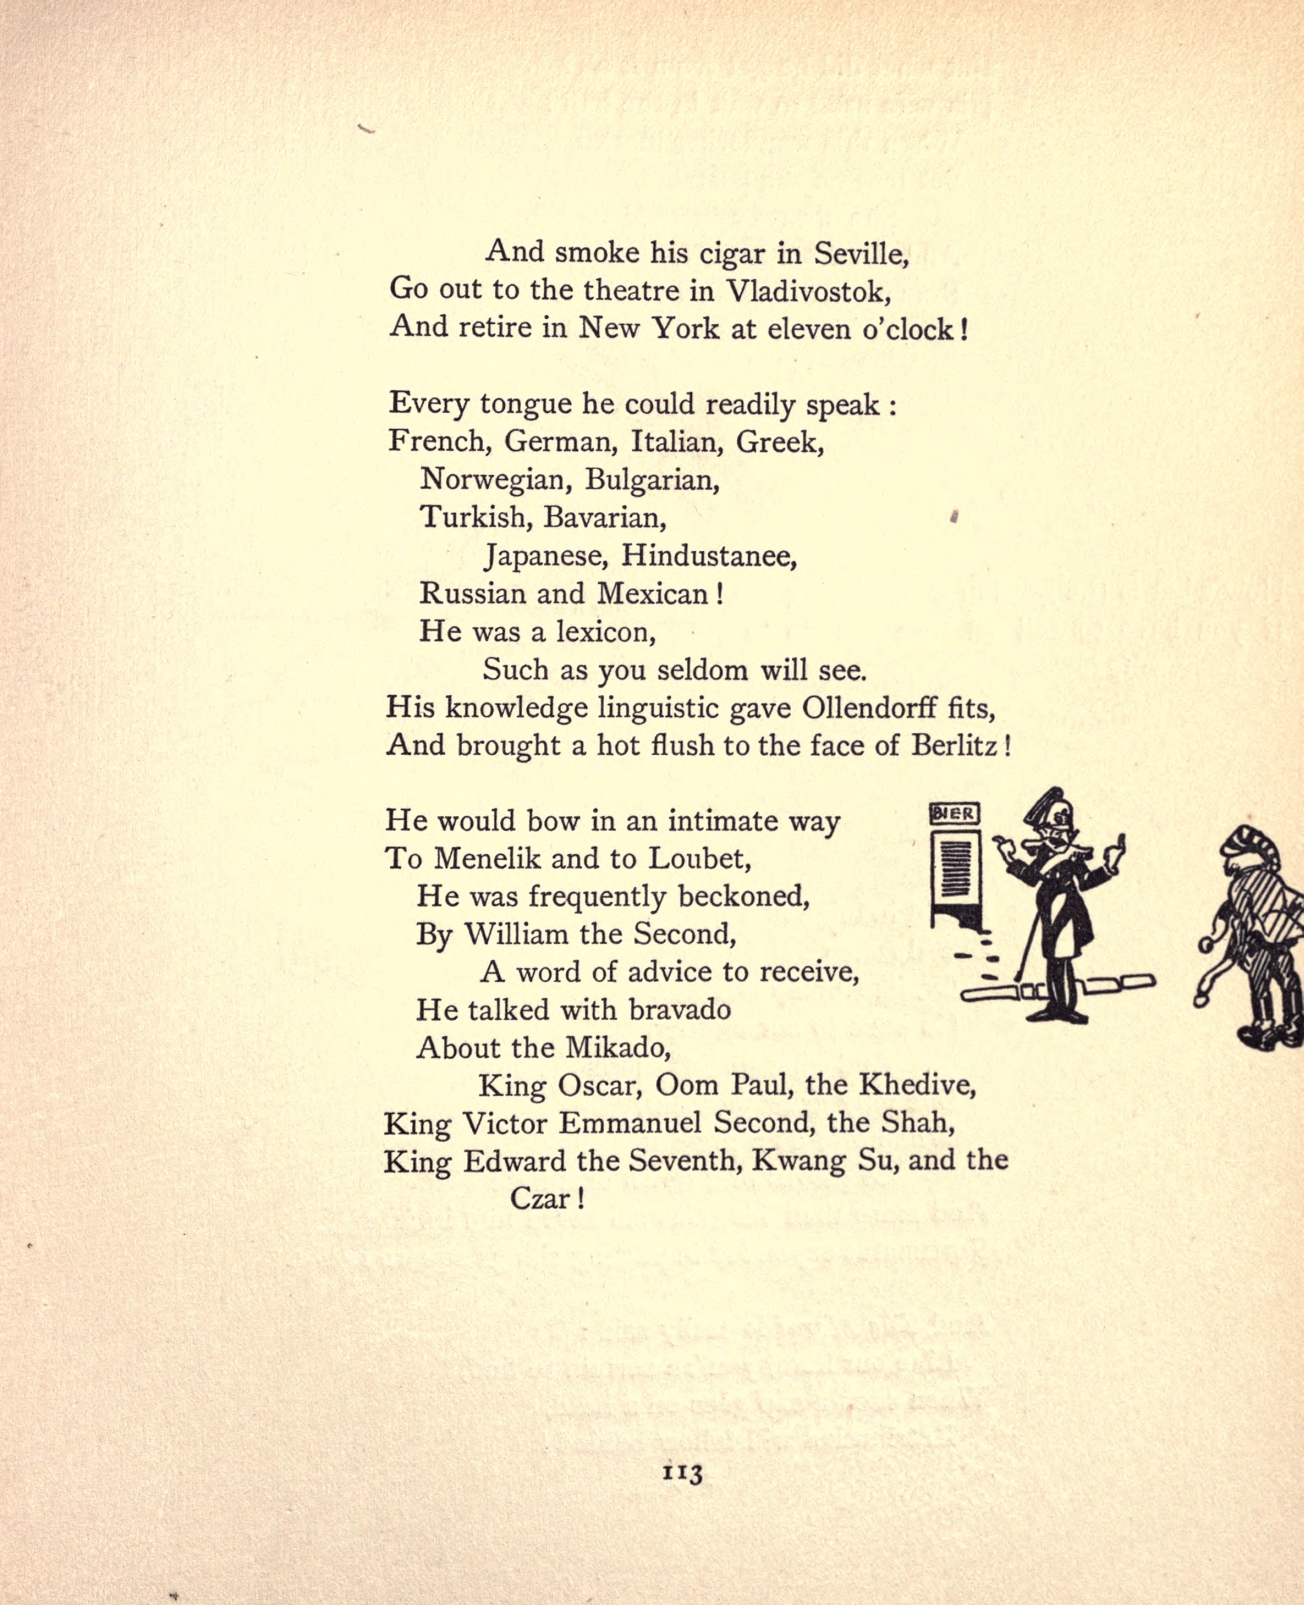 And smoke his cigar in Seville,
Go out to the theatre in Vladivostok,
And retire in New York at eleven o'clock!
Every tongue he could readily speak :
French, German, Italian, Greek,
Norwegian, Bulgarian,
Turkish, Bavarian,
Japanese, Hindustanee,
Russian and Mexican!
He was a lexicon,
Such as you seldom will see.
His knowledge linguistic gave Ollendorff fits,
And brought a hot flush to the face of Berlitz!
He would bow in an intimate way
To Menelik and to Loubet,
He was frequently beckoned,
By William the Second,
A word of advice to receive,
He talked with bravado
About the Mikado,
King Oscar, Oom Paul, the Khedive,
King Victor Emmanuel Second, the Shah,
King Edward the Seventh, Kwang Su, and the
Czar!
BIER
113